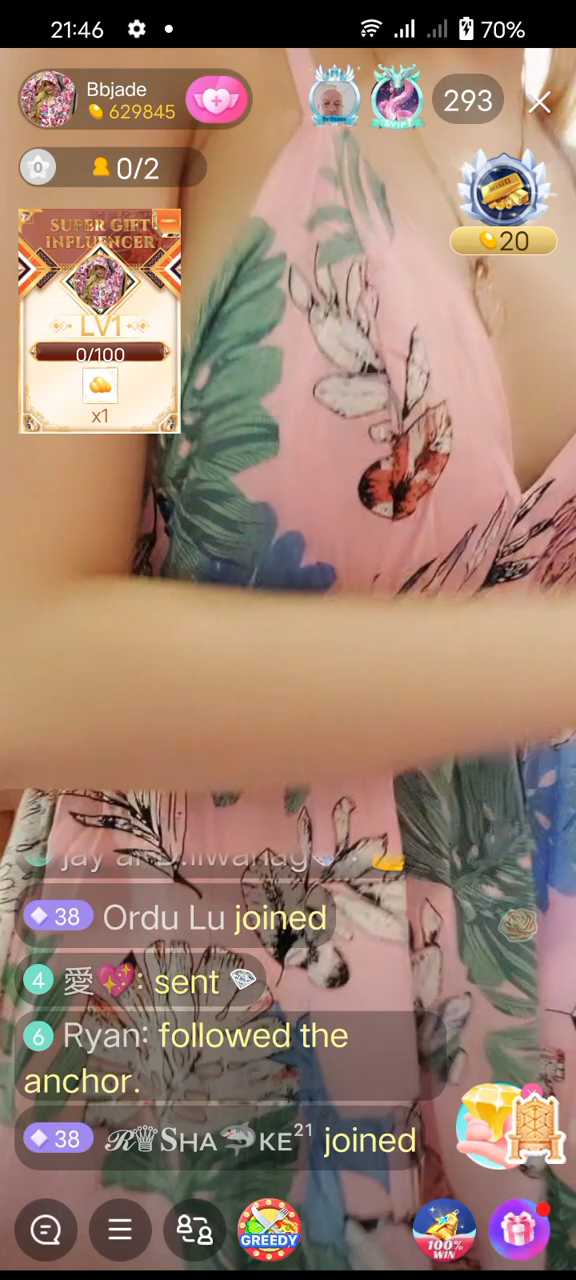 21:46
70%
Bbjade
629845
293
0
0/2
20
SUPER GIFT
INFLUENCER
LV1
0/100
x1
38 Ordu Lu joined
4 愛💖: sent 💎
6 Ryan: followed the
anchor.
38 ℛ♕SHA🦈KE²¹ joined
GREEDY
100%
WIN